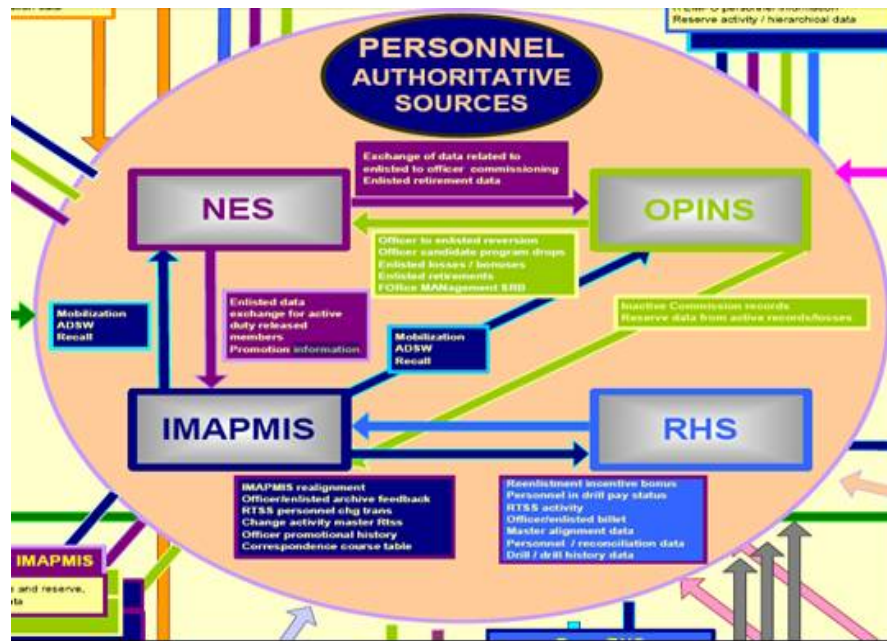 Reserve activity / hierarchical data
PERSONNEL
AUTHORITATIVE
SOURCES
Exchange of data related to
enlisted to officer commissioning
Enlisted retirement data
NES
OPINS
Officer to enlisted reversion
Officer candidate program drops
Enlisted losses / bonuses
Enlisted retirements
FORce MANagement SRB
Mobilization
ADSW
Recall
Enlisted data
exchange for active
duty released
members
Promotion information
Mobilization
ADSW
Recall
Inactive Commission records
Reserve data from active records/losses
IMAPMIS
RHS
IMAPMIS realignment
Officer/enlisted archive feedback
RTSS personnel chg trans
Change activity master Rtss
Officer promotional history
Correspondence course table
Reenlistment incentive bonus
Personnel in drill pay status
RTSS activity
Officer/enlisted billet
Master alignment data
Personnel / reconciliation data
Drill / drill history data
IMAPMIS
and reserve,